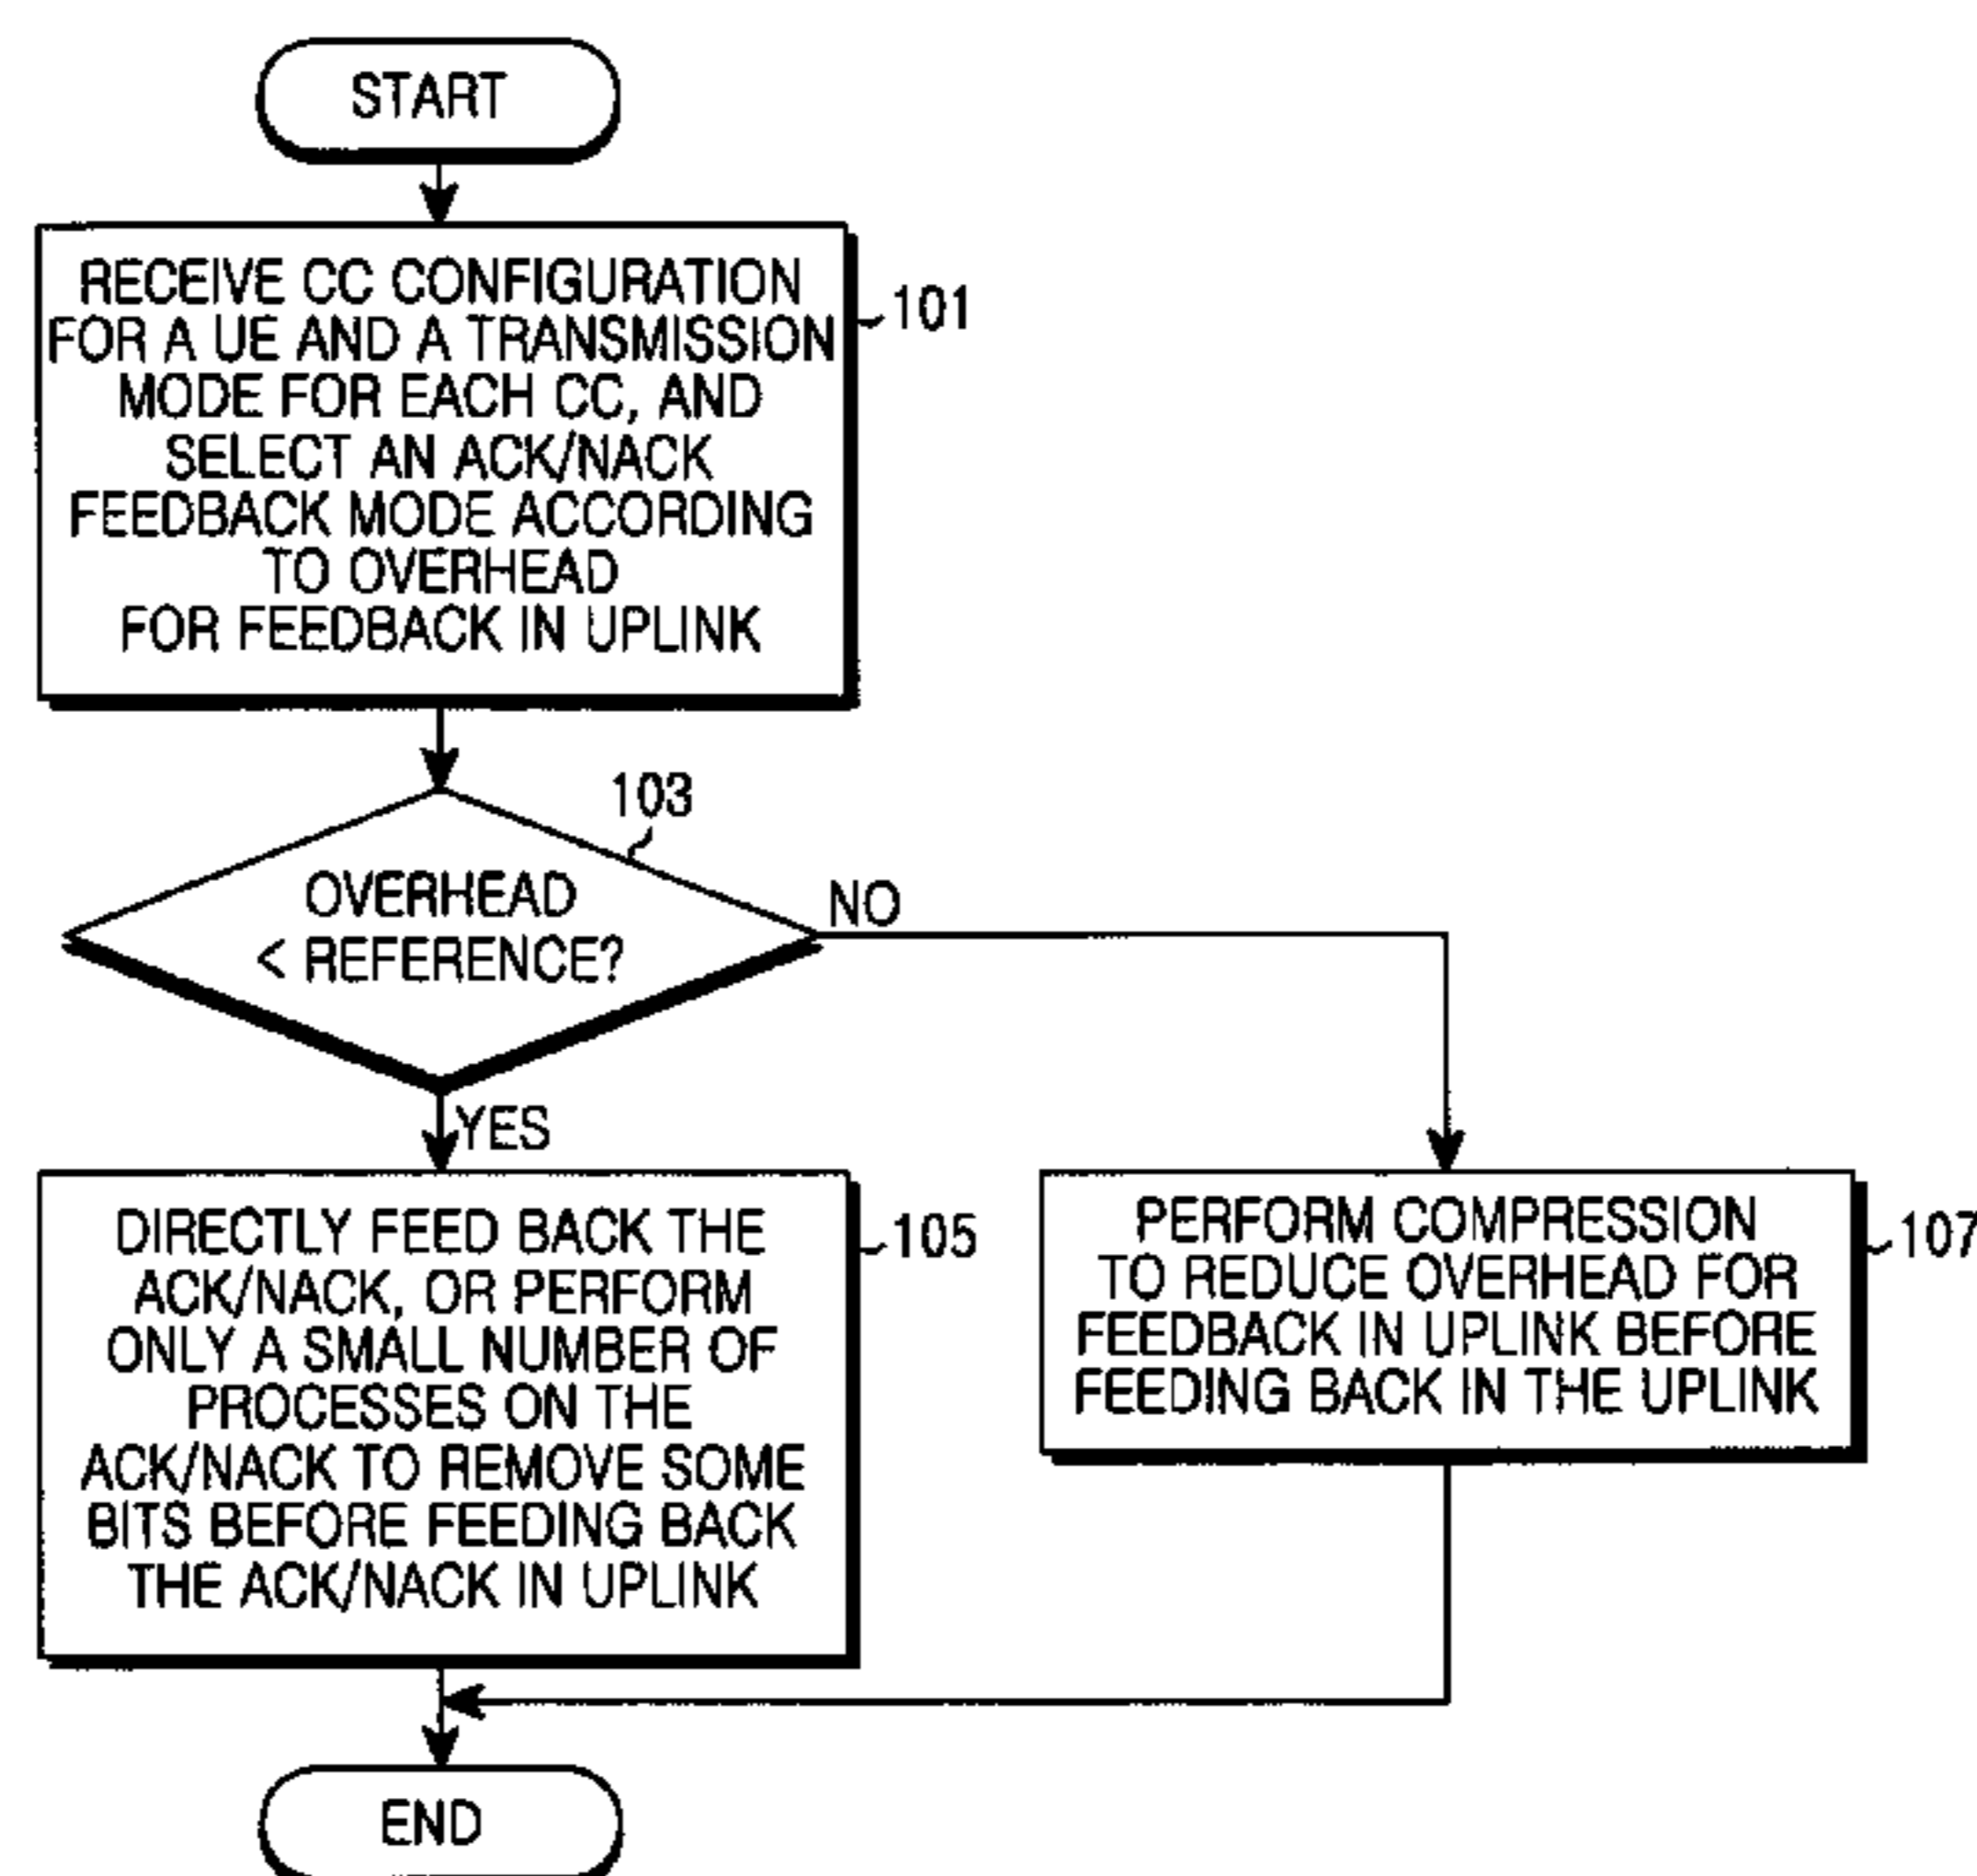 START
RECEIVE CC CONFIGURATION
FOR A UE AND A TRANSMISSION
MODE FOR EACH CC, AND
SELECT AN ACK/NACK
FEEDBACK MODE ACCORDING
TO OVERHEAD
FOR FEEDBACK IN UPLINK
101
103
OVERHEAD
< REFERENCE?
NO
YES
DIRECTLY FEED BACK THE
ACK/NACK, OR PERFORM
ONLY A SMALL NUMBER OF
PROCESSES ON THE
ACK/NACK TO REMOVE SOME
BITS BEFORE FEEDING BACK
THE ACK/NACK IN UPLINK
105
PERFORM COMPRESSION
TO REDUCE OVERHEAD FOR
FEEDBACK IN UPLINK BEFORE
FEEDING BACK IN THE UPLINK
107
END